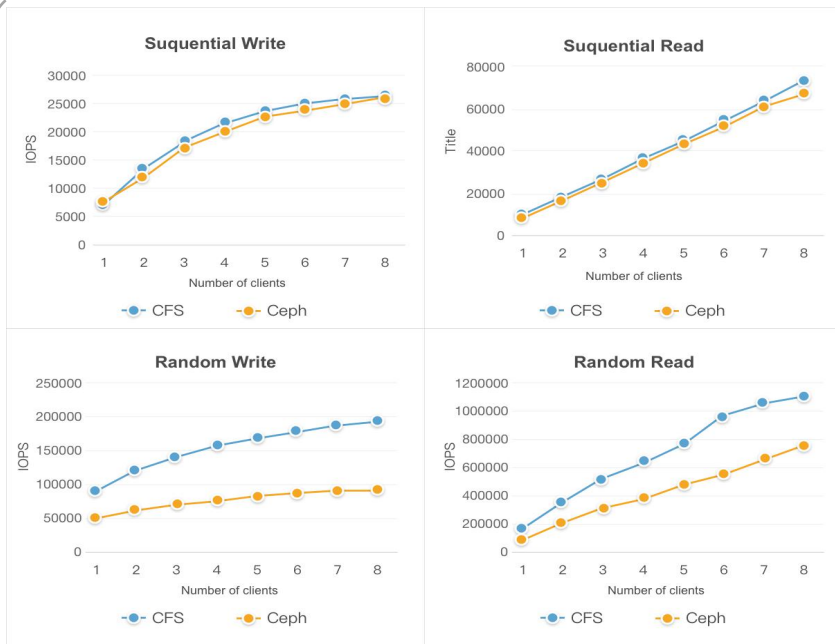 Suquential Write
30000
25000
20000
15000
10000
5000
0
IOPS
1 2 3 4 5 6 7 8
Number of clients
CFS Ceph
Suquential Read
80000
60000
40000
20000
0
Title
1 2 3 4 5 6 7 8
Number of clients
CFS Ceph
Random Write
250000
200000
150000
100000
50000
0
IOPS
1 2 3 4 5 6 7 8
Number of clients
CFS Ceph
Random Read
1200000
1000000
800000
600000
400000
200000
0
IOPS
1 2 3 4 5 6 7 8
Number of clients
CFS Ceph